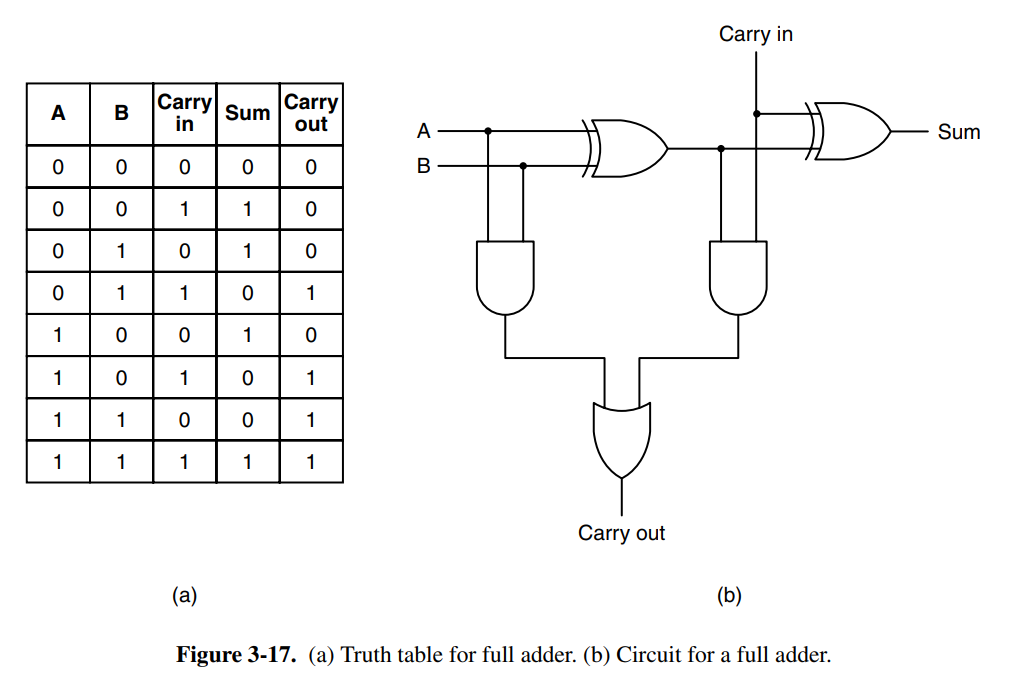 A B Carry in Sum Carry out
0 0 0 0 0
0 0 1 1 0
0 1 0 1 0
0 1 1 0 1
1 0 0 1 0
1 0 1 0 1
1 1 0 0 1
1 1 1 1 1
(a)
Carry in
A
B
Sum
Carry out
(b)
Figure 3-17. (a) Truth table for full adder. (b) Circuit for a full adder.